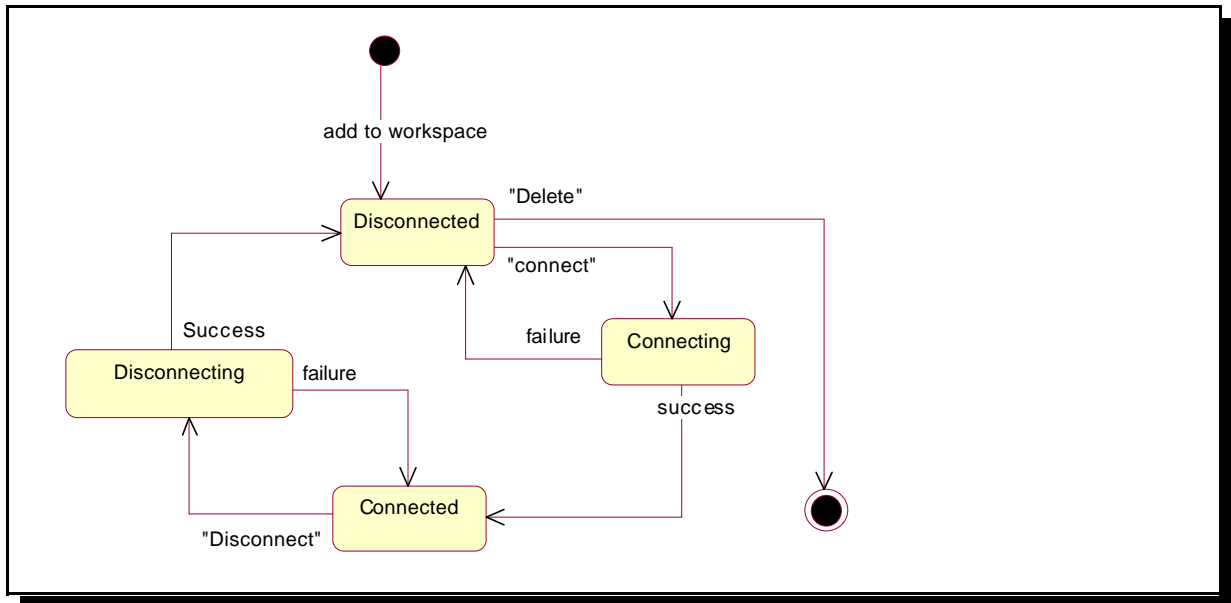 add to workspace
"Delete"
Disconnected
"connect"
Success
failure
Connecting
Disconnecting
failure
success
Connected
"Disconnect"